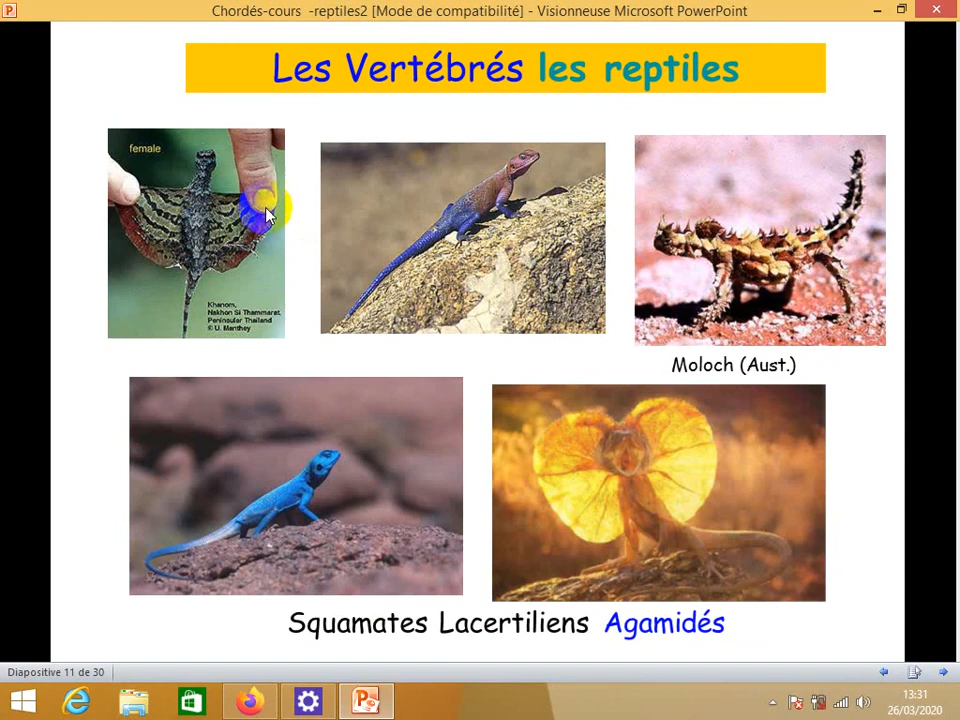 Chordés-cours -reptiles2 [Mode de compatibilité] - Visionneuse Microsoft PowerPoint
Les Vertébrés les reptiles
female
Khanom,
Nakhon Si Thammarat,
Peninsular Thailand
© U. Manthey
Moloch (Aust.)
Squamates Lacertiliens Agamidés
Diapositive 11 de 30
13:31
26/03/2020